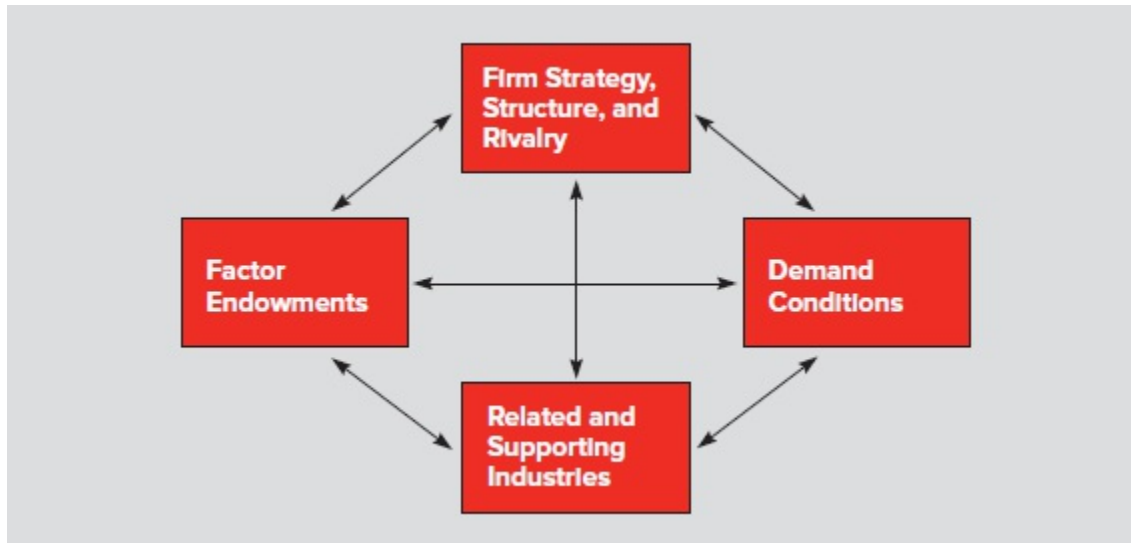 Firm Strategy,
Structure, and
Rivalry
Factor
Endowments
Demand
Conditions
Related and
Supporting
Industries